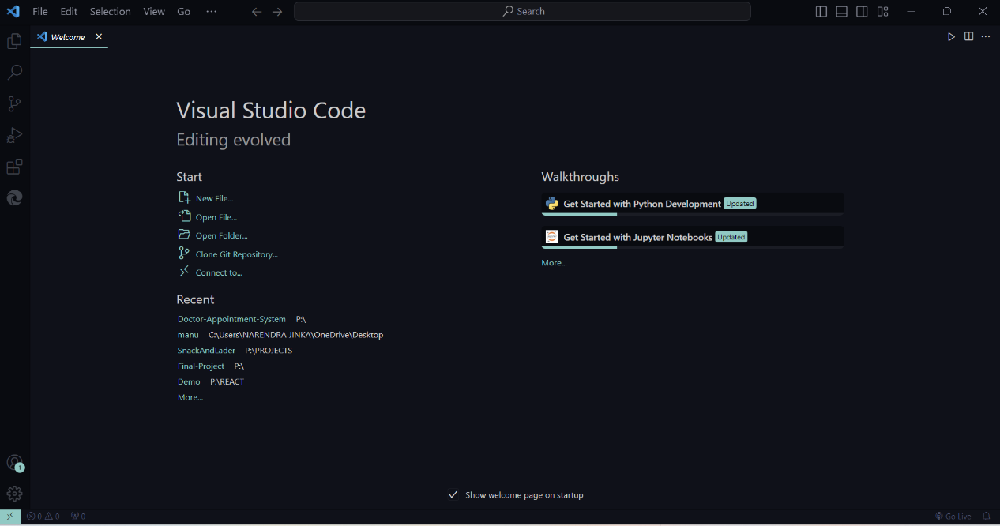 File Edit Selection View Go ··· Search
Welcome
Visual Studio Code
Editing evolved
Start
New File...
Open File...
Open Folder...
Clone Git Repository...
Connect to...
Recent
Doctor-Appointment-System P:\
manu C:\Users\NARENDRA JINKA\OneDrive\Desktop
SnackAndLader P:\PROJECTS
Final-Project P:\
Demo P:\REACT
More...
Walkthroughs
Get Started with Python Development Updated
Get Started with Jupyter Notebooks Updated
More...
Show welcome page on startup
1
0 0 0 Go Live